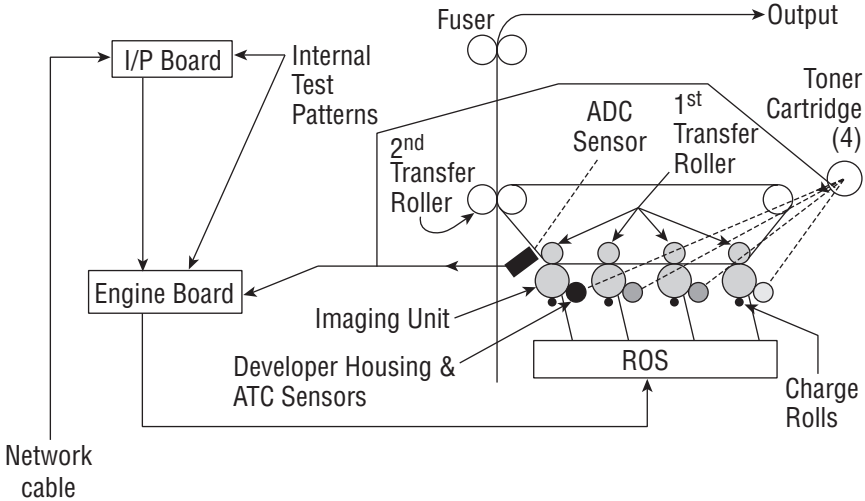 Fuser
Output
I/P Board
Internal
Test
Patterns
Toner
Cartridge
(4)
ADC
Sensor
1st
Transfer
Roller
2nd
Transfer
Roller
Engine Board
Imaging Unit
Developer Housing &
ATC Sensors
ROS
Charge
Rolls
Network
cable